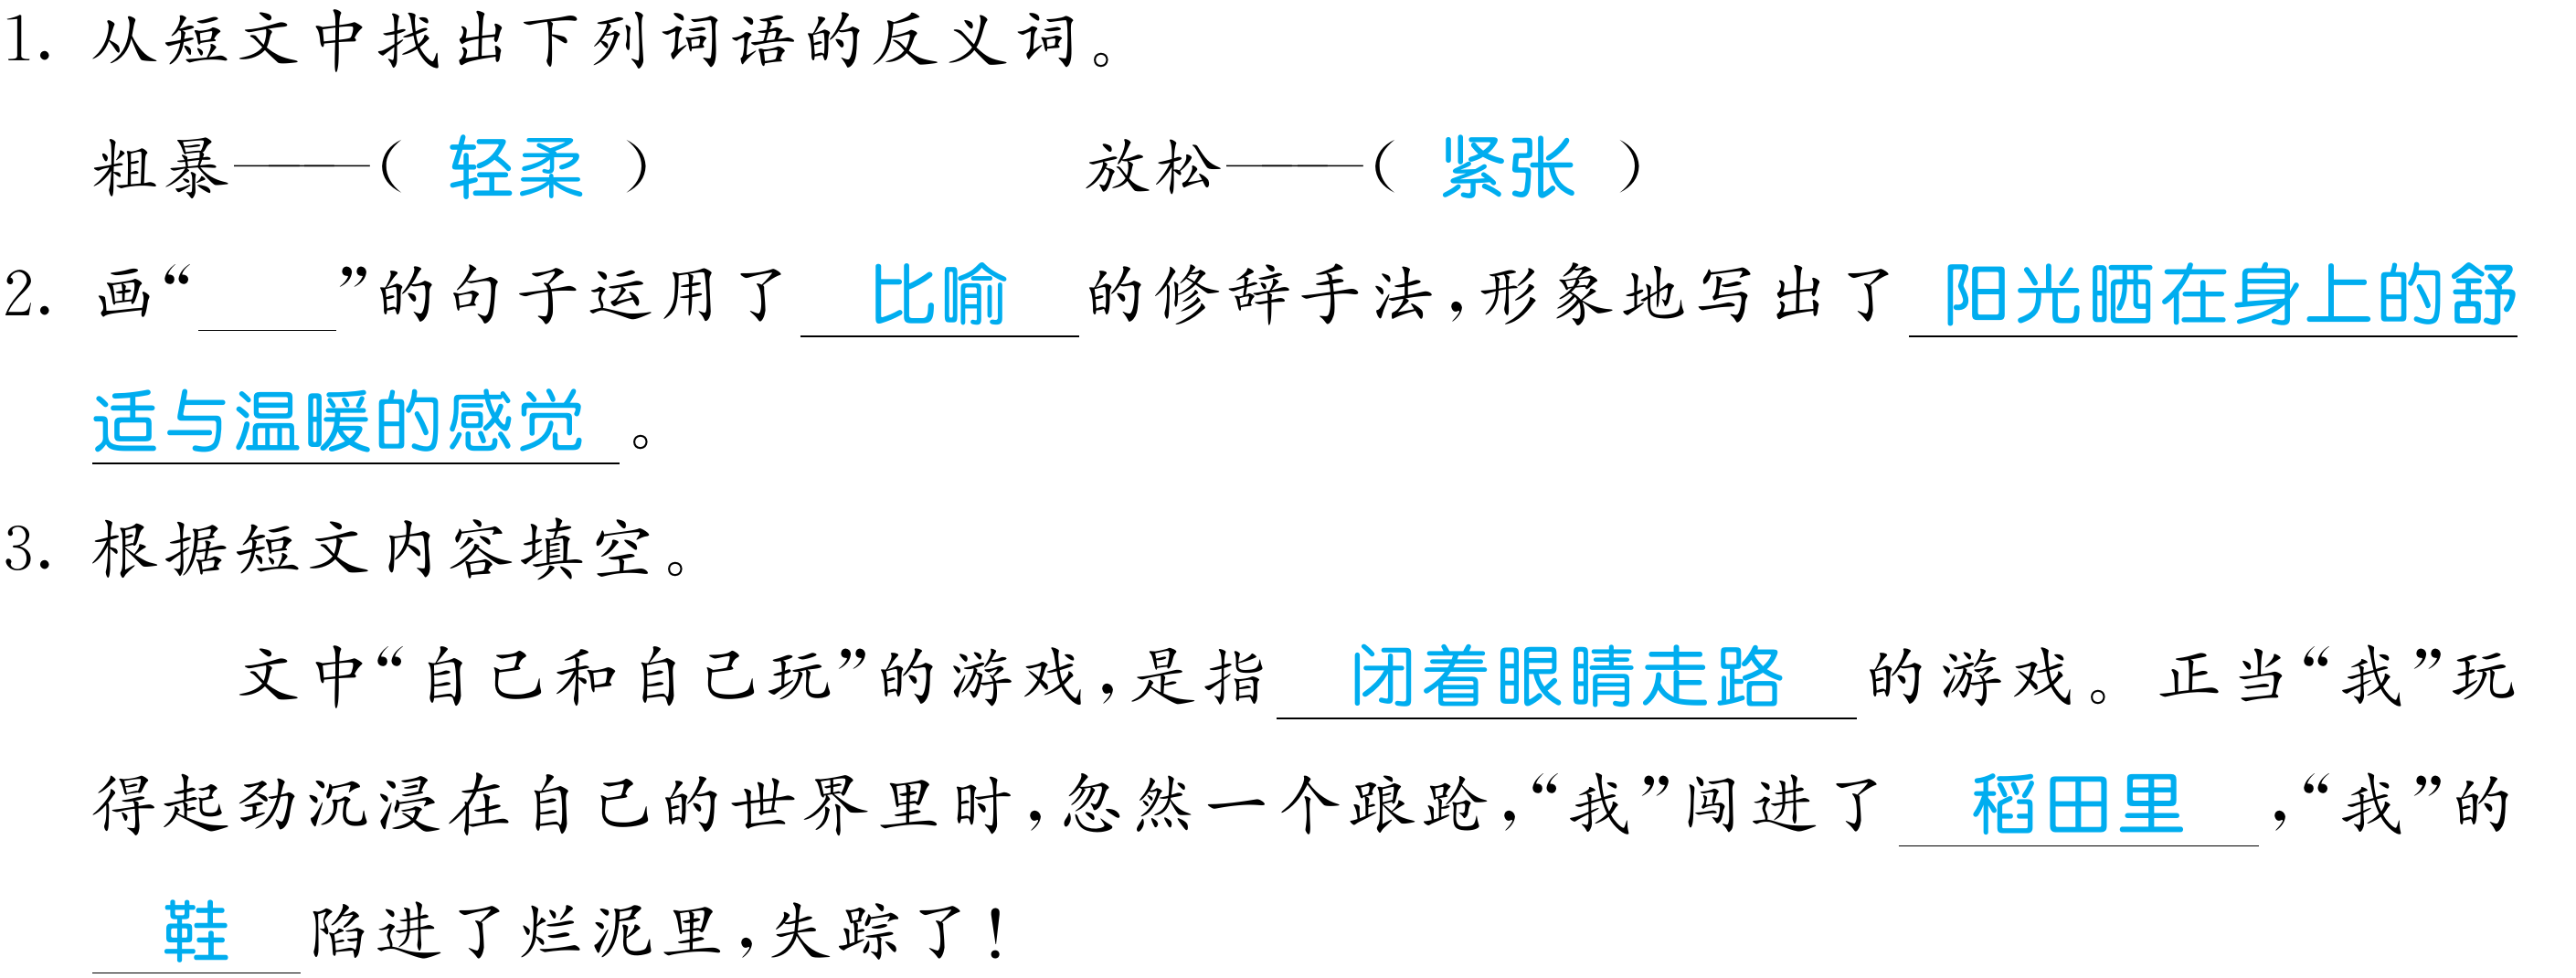 1. 从短文中找出下列词语的反义词。
粗暴——( 轻柔 ) 放松——( 紧张 )
2. 画“____”的句子运用了 比喻 的修辞手法,形象地写出了 阳光晒在身上的舒
适与温暖的感觉 。
3. 根据短文内容填空。
文中“自己和自己玩”的游戏,是指 闭着眼睛走路 的游戏。正当“我”玩
得起劲沉浸在自己的世界里时,忽然一个踉跄,“我”闯进了 稻田里 ,“我”的
鞋 陷进了烂泥里,失踪了!